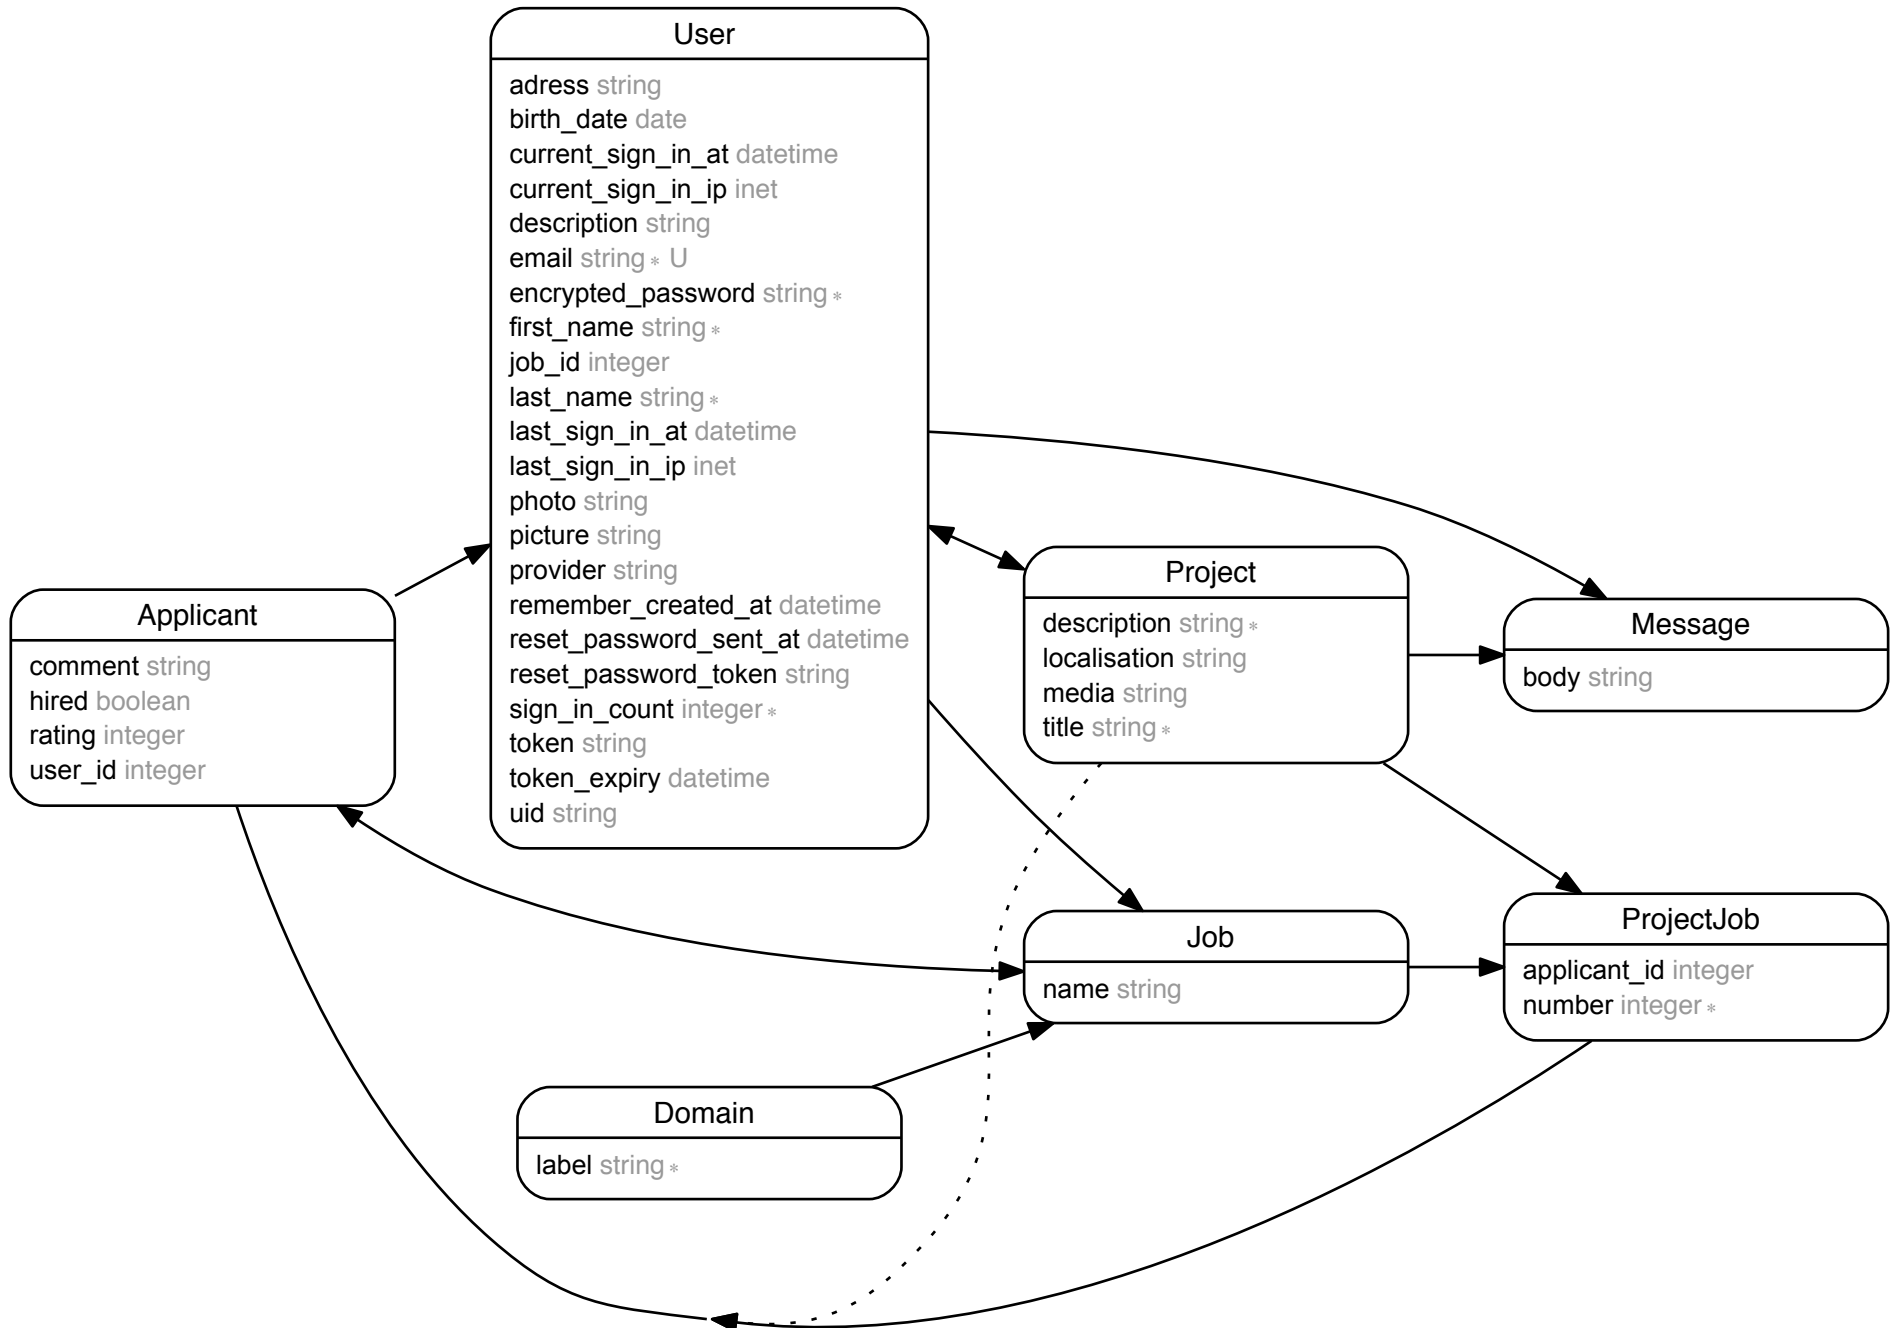 User
adress string
birth_date date
current_sign_in_at datetime
current_sign_in_ip inet
description string
email string * U
encrypted_password string *
first_name string *
job_id integer
last_name string *
last_sign_in_at datetime
last_sign_in_ip inet
photo string
picture string
provider string
remember_created_at datetime
reset_password_sent_at datetime
reset_password_token string
sign_in_count integer *
token string
token_expiry datetime
uid string
Applicant
comment string
hired boolean
rating integer
user_id integer
Project
description string *
localisation string
media string
title string *
Message
body string
Job
name string
ProjectJob
applicant_id integer
number integer *
Domain
label string *